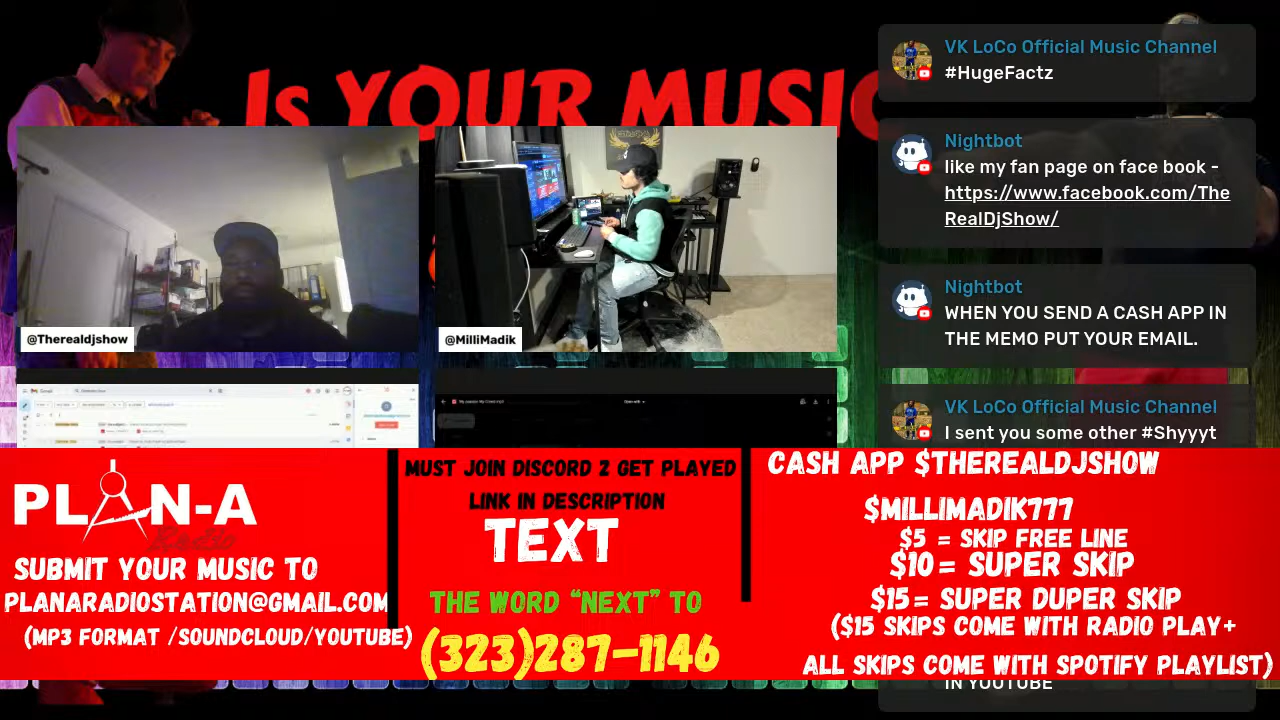 Is YOUR MUSIC
VK LoCo Official Music Channel
#HugeFactz
Nightbot
like my fan page on face book -
https://www.facebook.com/The
RealDjShow/
Nightbot
WHEN YOU SEND A CASH APP IN
THE MEMO PUT YOUR EMAIL.
VK LoCo Official Music Channel
I sent you some other #Shyyyt
IN YOUTUBE
@Therealdjshow
@MilliMadik
PLAN-A
Radio
SUBMIT YOUR MUSIC TO
PLANARADIOSTATION@GMAIL.COM
(MP3 FORMAT /SOUNDCLOUD/YOUTUBE)
MUST JOIN DISCORD 2 GET PLAYED
LINK IN DESCRIPTION
TEXT
THE WORD “NEXT” TO
(323)287-1146
CASH APP $THEREALDJSHOW
$MILLIMADIK777
$5 = SKIP FREE LINE
$10 = SUPER SKIP
$15= SUPER DUPER SKIP
($15 SKIPS COME WITH RADIO PLAY+
ALL SKIPS COME WITH SPOTIFY PLAYLIST)